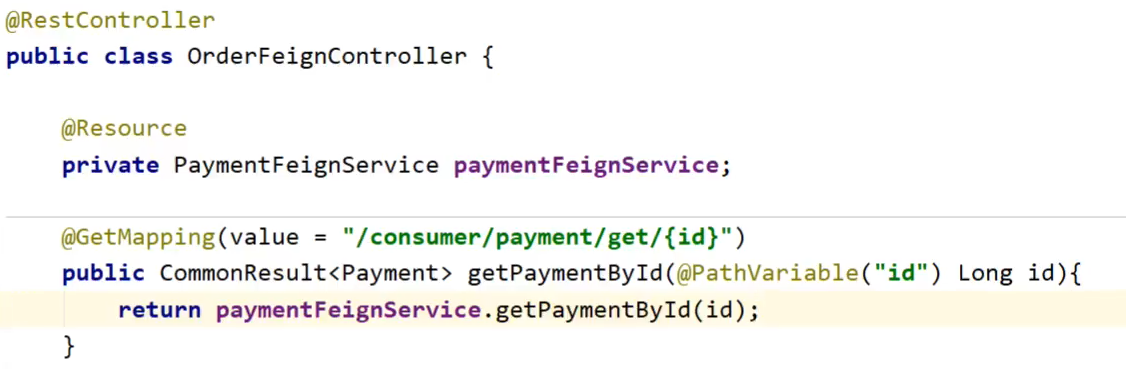 @RestController
public class OrderFeignController {
@Resource
private PaymentFeignService paymentFeignService;
@GetMapping(value = "/consumer/payment/get/{id}")
public CommonResult<Payment> getPaymentById(@PathVariable("id") Long id){
return paymentFeignService.getPaymentById(id);
}